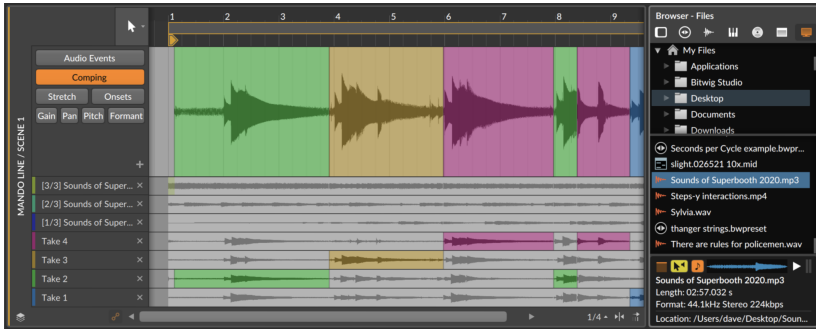 1 2 3 4 5 6 7 8 9
Audio Events
Comping
Stretch Onsets
Gain Pan Pitch Formant
+
MANDO LINE / SCENE 1
[3/3] Sounds of Super... ×
[2/3] Sounds of Super... ×
[1/3] Sounds of Super... ×
Take 4 ×
Take 3 ×
Take 2 ×
Take 1 ×
1/4
Browser - Files
My Files
Applications
Bitwig Studio
Desktop
Documents
Downloads
Seconds per Cycle example.bwpr...
slight.026521 10x.mid
Sounds of Superbooth 2020.mp3
Steps-y interactions.mp4
Sylvia.wav
thanger strings.bwpreset
There are rules for policemen.wav
Sounds of Superbooth 2020.mp3
Length: 02:57.032 s
Format: 44.1kHz Stereo 224kbps
Location: /Users/dave/Desktop/Soun...